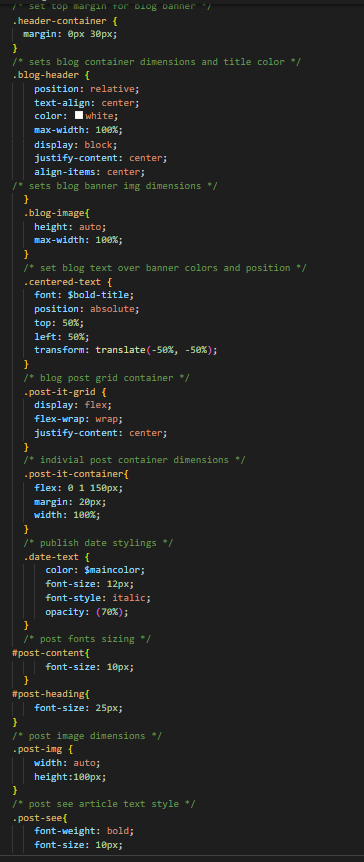 /* set top margin for blog banner */
.header-container {
margin: 0px 30px;
}
/* sets blog container dimensions and title color */
.blog-header {
position: relative;
text-align: center;
color: white;
max-width: 100%;
display: block;
justify-content: center;
align-items: center;
/* sets blog banner img dimensions */
}
.blog-image{
height: auto;
max-width: 100%;
}
/* set blog text over banner colors and position */
.centered-text {
font: $bold-title;
position: absolute;
top: 50%;
left: 50%;
transform: translate(-50%, -50%);
}
/* blog post grid container */
.post-it-grid {
display: flex;
flex-wrap: wrap;
justify-content: center;
}
/* indivial post container dimensions */
.post-it-container{
flex: 0 1 150px;
margin: 20px;
width: 100%;
}
/* publish date stylings */
.date-text {
color: $maincolor;
font-size: 12px;
font-style: italic;
opacity: (70%);
}
/* post fonts sizing */
#post-content{
font-size: 10px;
}
#post-heading{
font-size: 25px;
}
/* post image dimensions */
.post-img {
width: auto;
height:100px;
}
/* post see article text style */
.post-see{
font-weight: bold;
font-size: 10px;